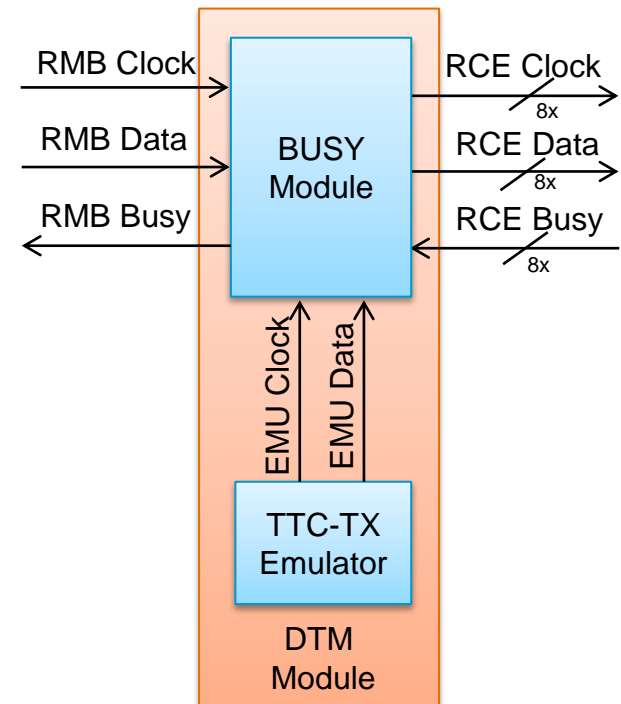 RMB Clock
RCE Clock
8x
RMB Data
RCE Data
8x
BUSY
Module
RMB Busy
RCE Busy
8x
EMU Clock
EMU Data
TTC-TX
Emulator
DTM
Module